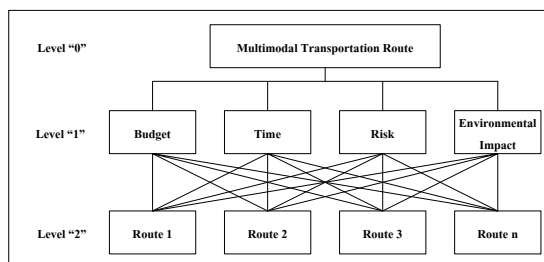 Level “0”
Multimodal Transportation Route
Level “1”
Budget
Time
Risk
Environmental
Impact
Level “2”
Route 1
Route 2
Route 3
Route n